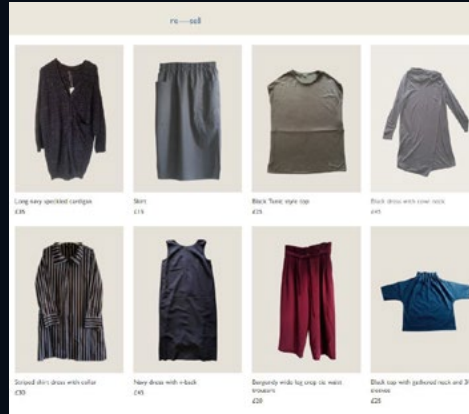 re—sell
Long navy speckled cardigan
£35
Skirt
£15
Black Tunic style top
£25
Black dress with cowl neck
£45
Striped shirt dress with collar
£30
Navy dress with v-back
£45
Burgundy wide leg crop tie waist
trousers
£20
Black top with gathered neck and 3/
sleeves
£25